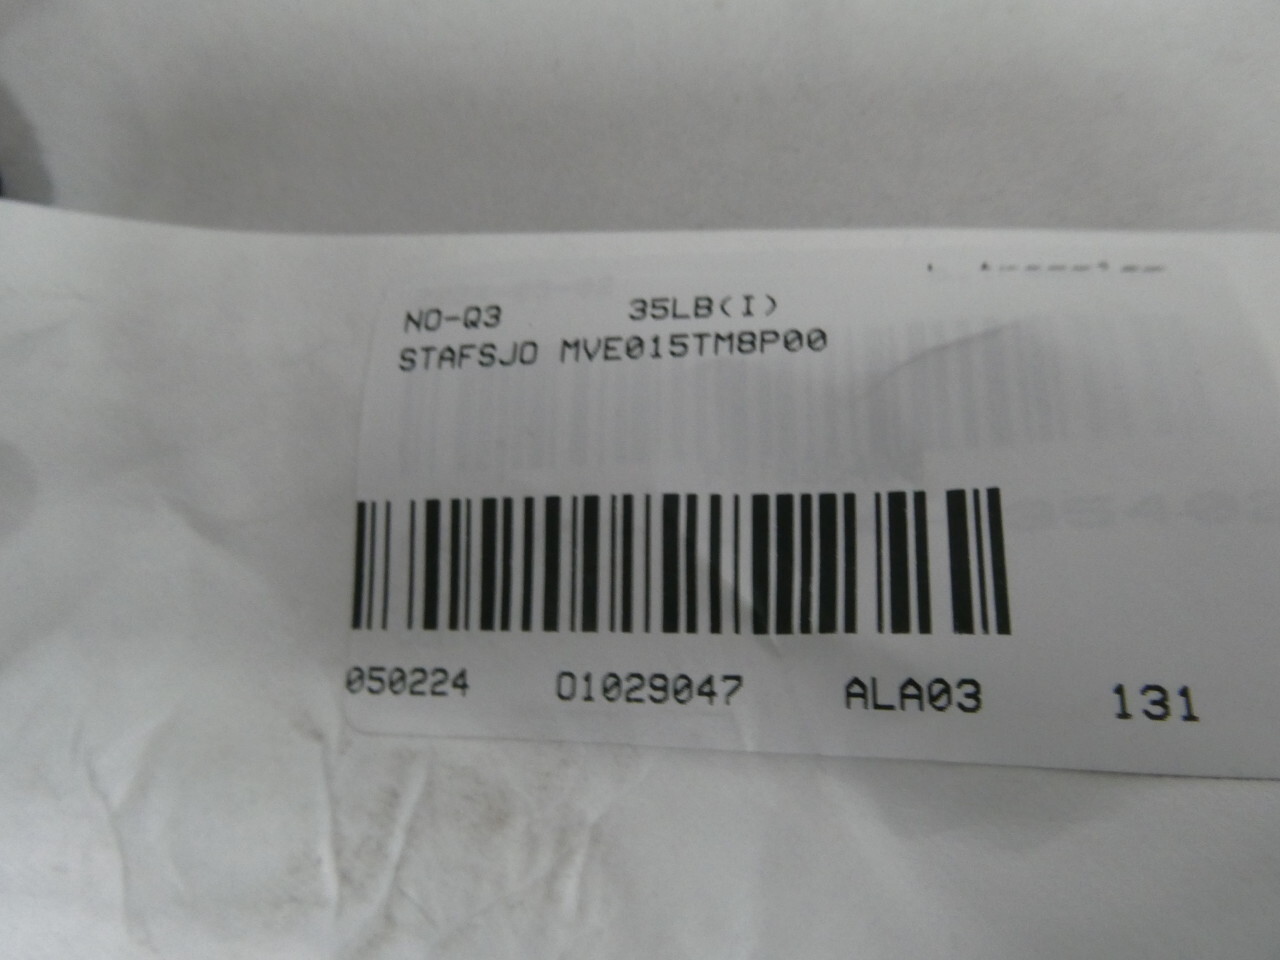 NO-Q3 35LB(I)
STAFSJO MVE015TM8P00
050224 01029047 ALA03 131